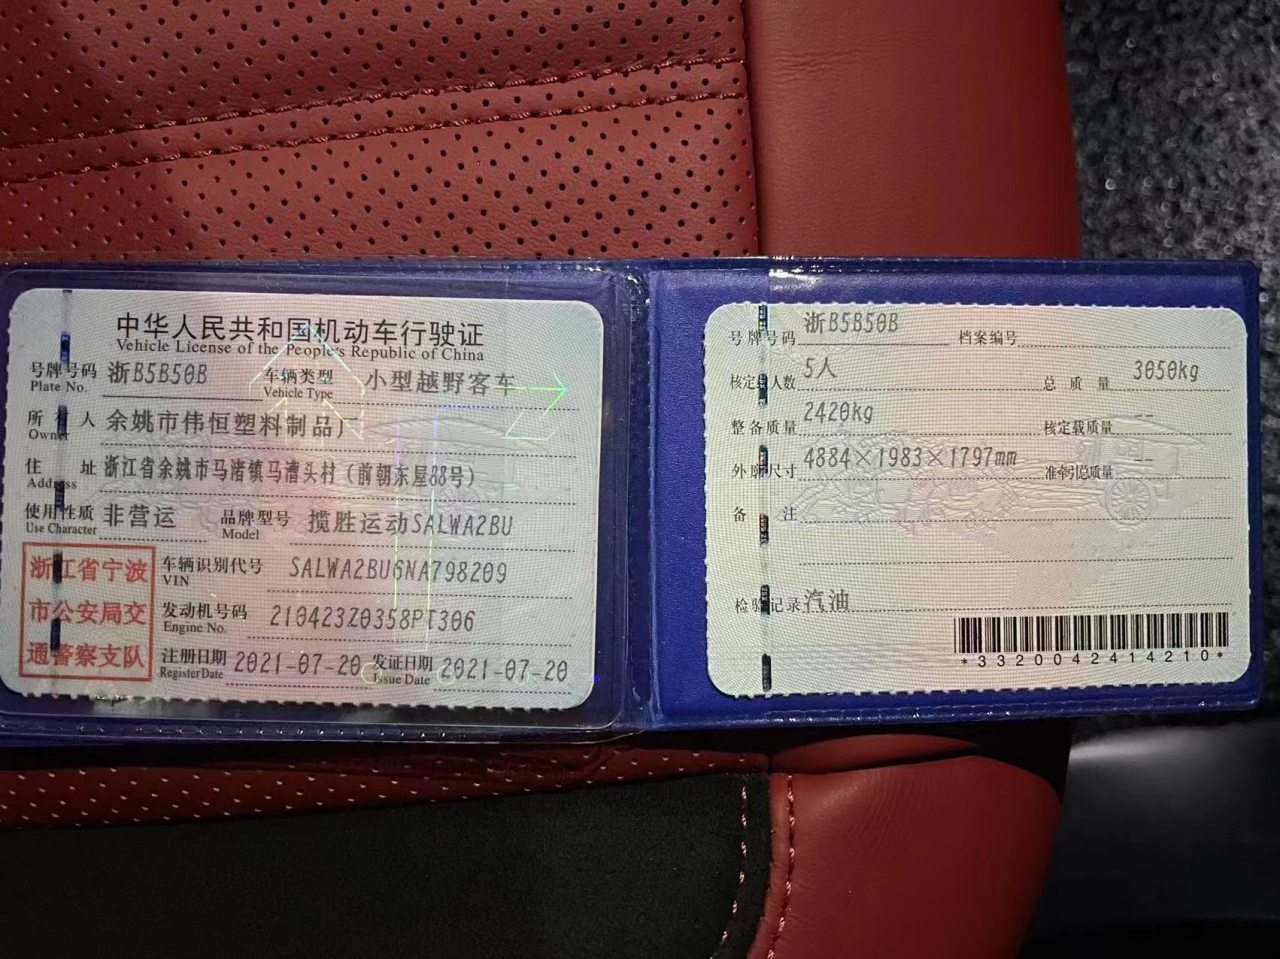 中华人民共和国机动车行驶证
Vehicle License of the People's Republic of China
号牌号码 浙B5B50B 车辆类型 小型越野客车
Plate No. Vehicle Type
所有人 余姚市伟恒塑料制品厂
Owner
住址 浙江省余姚市马渚镇马漕头村（前朝东屋88号）
Address
使用性质 非营运 品牌型号 揽胜运动SALWA2BU
Use Character Model
浙江省宁波
市公安局交
通警察支队
车辆识别代号 SALWA2BU6NA798209
VIN
发动机号码 210423Z0358PT306
Engine No.
注册日期 2021-07-20 发证日期 2021-07-20
Register Date Issue Date
号牌号码 浙B5B50B 档案编号
核定载人数 5人 总质量 3050kg
整备质量 2420kg 核定载质量 --
外廓尺寸 4884×1983×1797mm 准牵引总质量 --
备注
检验记录 汽油
*3320042414210*